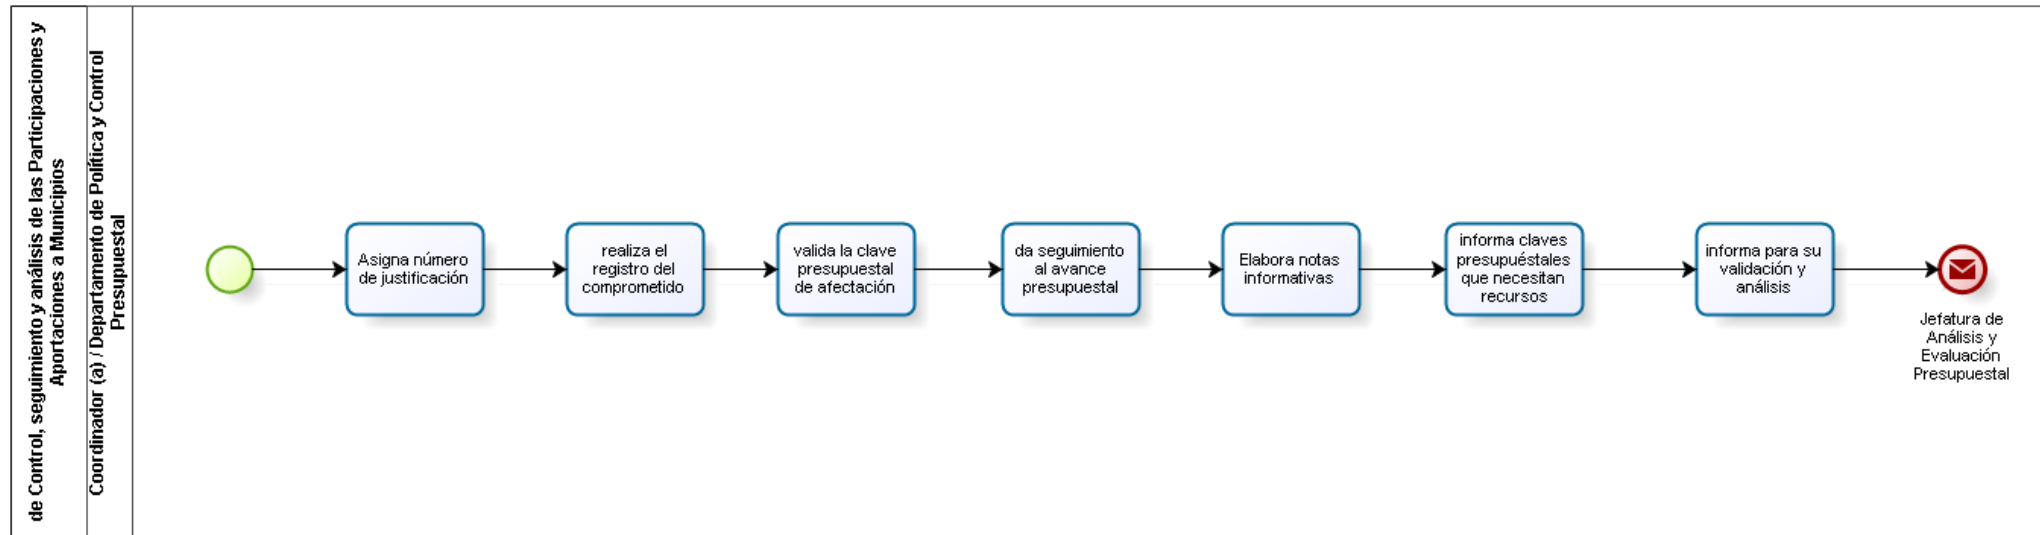 de Control, seguimiento y análisis de las Participaciones y
Aportaciones a Municipios
Coordinador (a) / Departamento de Política y Control
Presupuestal
Asigna número
de justificación
realiza el
registro del
comprometido
valida la clave
presupuestal
de afectación
da seguimiento
al avance
presupuestal
Elabora notas
informativas
informa claves
presupuéstales
que necesitan
recursos
informa para su
validación y
análisis
Jefatura de
Análisis y
Evaluación
Presupuestal